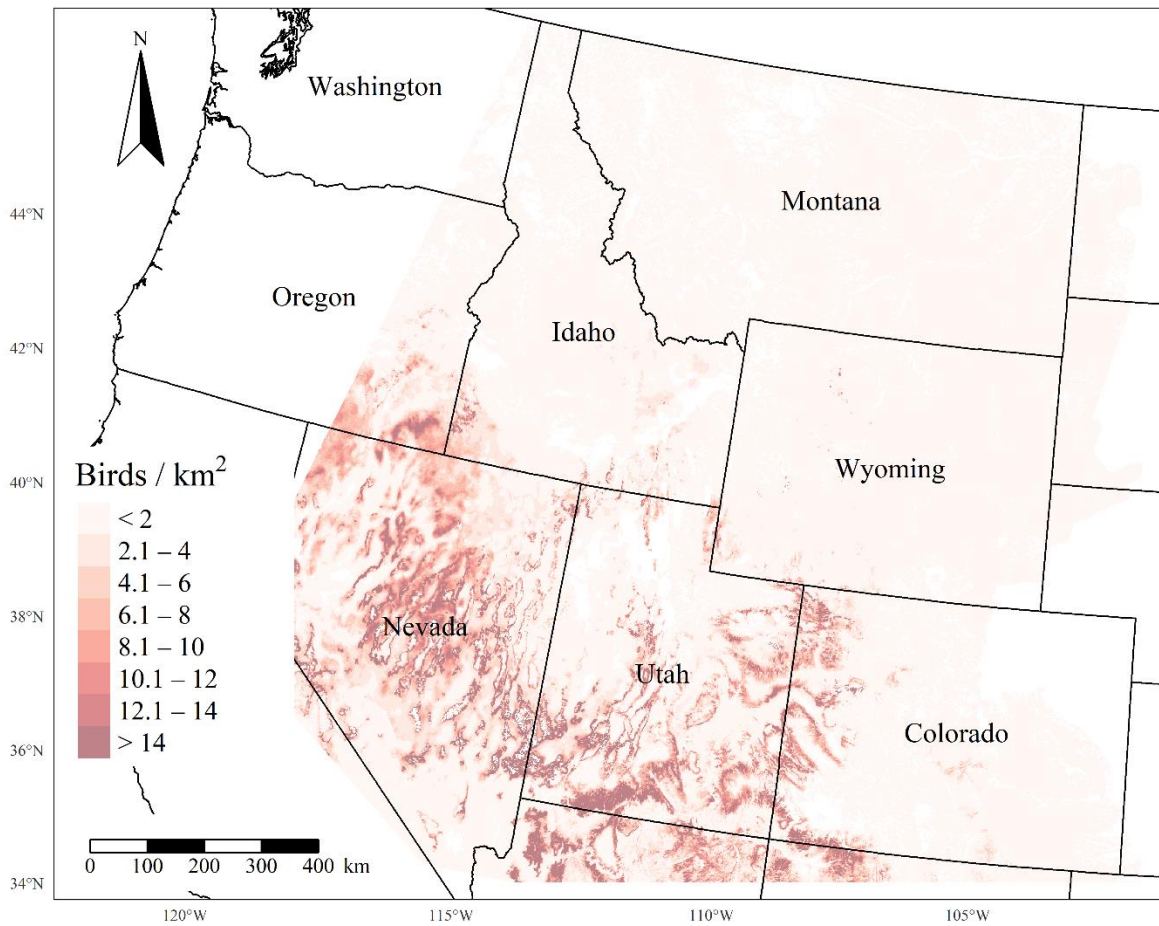 N
Washington
Montana
44°N
Oregon
Idaho
42°N
Wyoming
Birds / km²
40°N
< 2
2.1 – 4
4.1 – 6
6.1 – 8
8.1 – 10
10.1 – 12
12.1 – 14
> 14
38°N
Nevada
Utah
Colorado
36°N
0 100 200 300 400 km
34°N
120°W 115°W 110°W 105°W